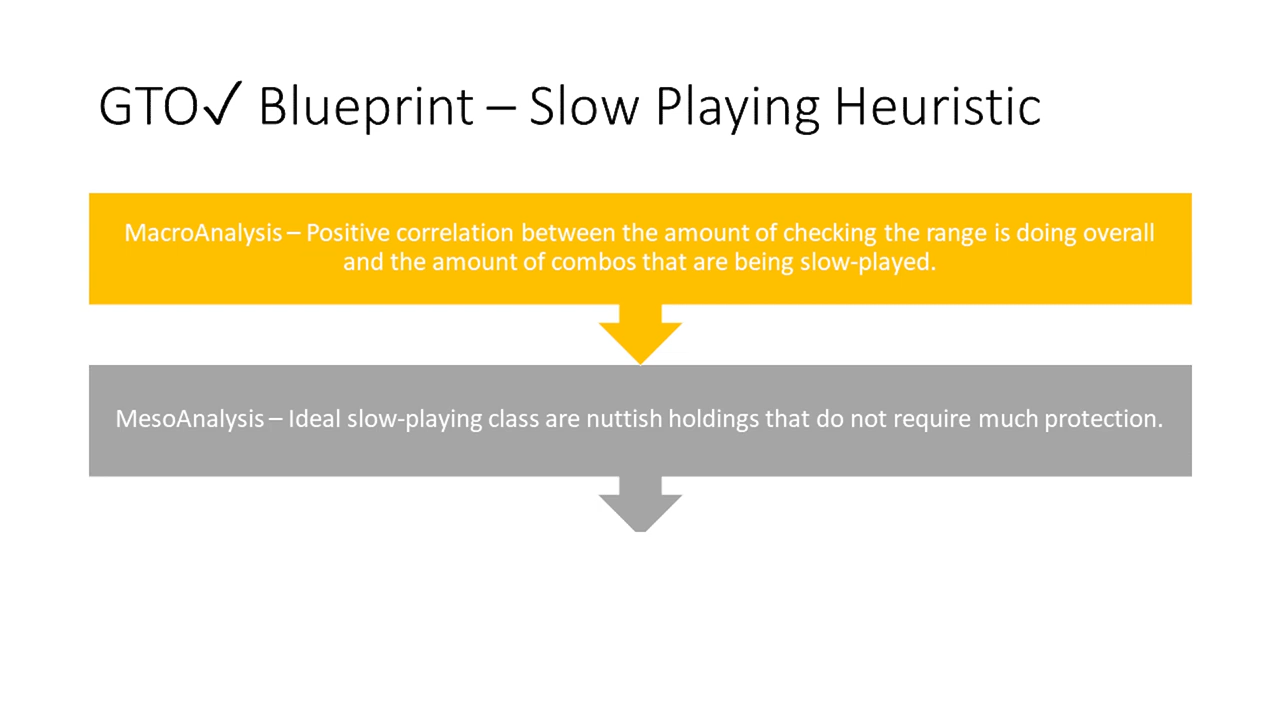 GTO✓ Blueprint – Slow Playing Heuristic
MacroAnalysis – Positive correlation between the amount of checking the range is doing overall
and the amount of combos that are being slow-played.
MesoAnalysis – Ideal slow-playing class are nuttish holdings that do not require much protection.